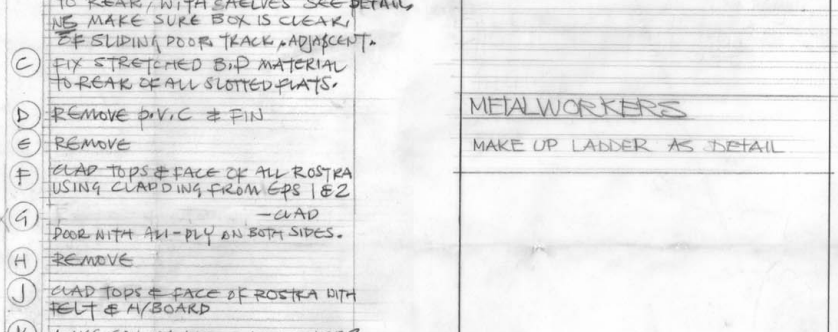 TO REAR, WITH SHELVES SEE DETAIL,
NB MAKE SURE BOX IS CLEAR,
OF SLIDING DOOR TRACK, ADJACENT.
C FIX STRETCHED B.P MATERIAL
TO REAR OF ALL SLOTTED FLATS.
D REMOVE P.V.C & FIN
E REMOVE
F CLAD TOPS & FACE OF ALL ROSTRA
USING CLADDING FROM EPS 1 & 2
G - CLAD
DOOR WITH ALI-PLY ON BOTH SIDES.
H REMOVE
J CLAD TOPS & FACE OF ROSTRA WITH
FELT & H/BOARD
METALWORKERS
MAKE UP LADDER AS DETAIL